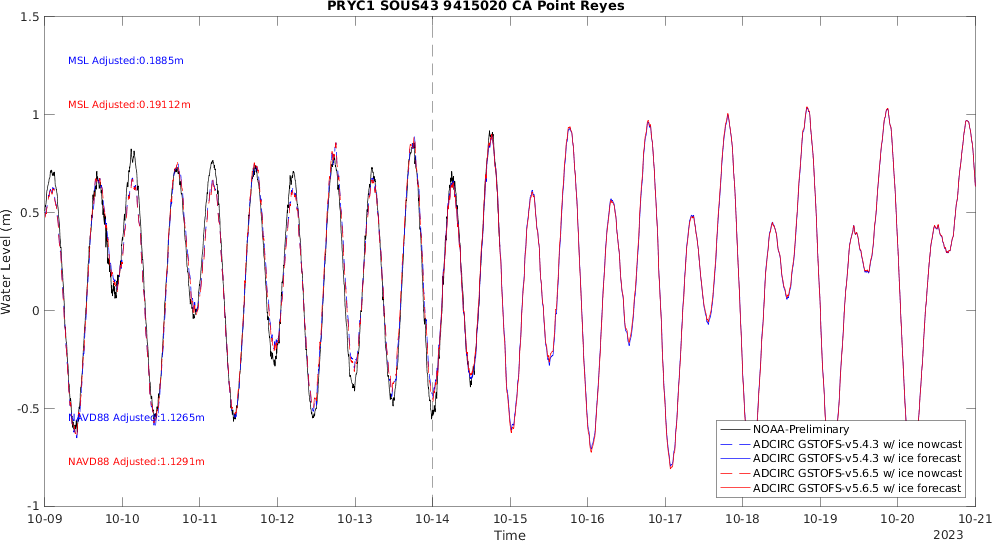 PRYC1 SOUS43 9415020 CA Point Reyes
1.5
1
0.5
0
-0.5
-1
Water Level (m)
MSL Adjusted:0.1885m
MSL Adjusted:0.19112m
NAVD88 Adjusted:1.1265m
NAVD88 Adjusted:1.1291m
NOAA-Preliminary
ADCIRC GSTOFS-v5.4.3 w/ ice nowcast
ADCIRC GSTOFS-v5.4.3 w/ ice forecast
ADCIRC GSTOFS-v5.6.5 w/ ice nowcast
ADCIRC GSTOFS-v5.6.5 w/ ice forecast
10-09 10-10 10-11 10-12 10-13 10-14 10-15 10-16 10-17 10-18 10-19 10-20 10-21
Time
2023